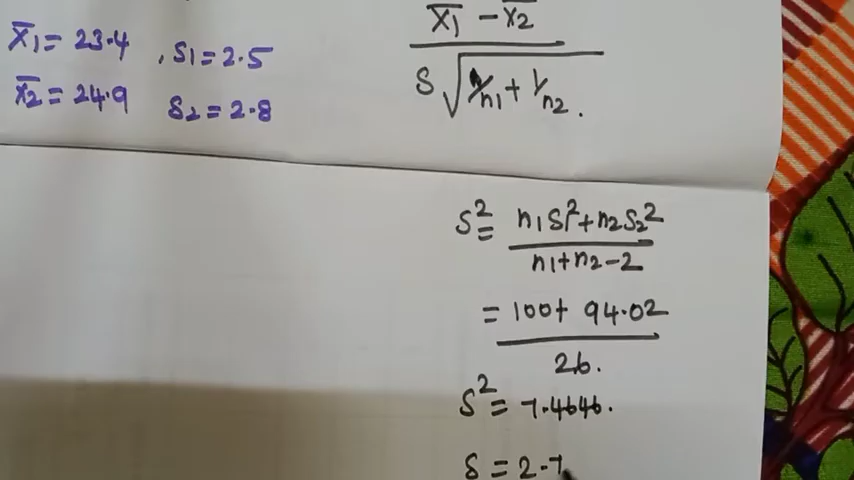 X̄1 = 23.4 , S1 = 2.5
X̄2 = 24.9 S2 = 2.8
X̄1 - X̄2
S √ 1/n1 + 1/n2 .
S² = n1S1² + n2S2²
n1 + n2 - 2
= 100 + 94.02
26.
S² = 7.4646.
S = 2.7